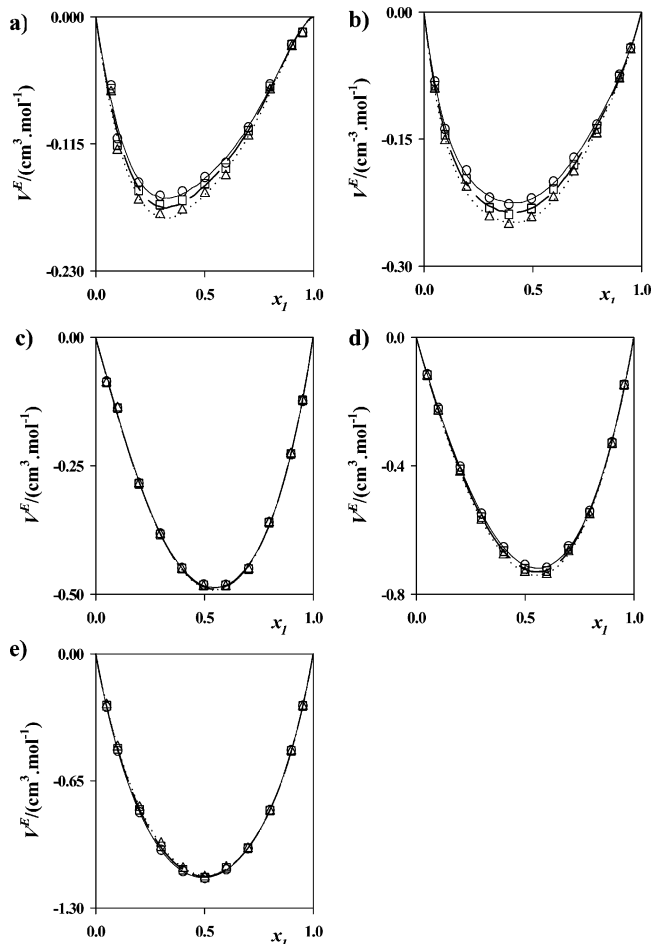 a)
0.000
-0.115
-0.230
V^E/(cm^3.mol^-1)
0.0 0.5 1.0
x_1
b)
0.00
-0.15
-0.30
V^E/(cm^-3.mol^-1)
0.0 0.5 1.0
x_1
c)
0.00
-0.25
-0.50
V^E/(cm^3.mol^-1)
0.0 0.5 1.0
x_1
d)
0.0
-0.4
-0.8
V^E/(cm^3.mol^-1)
0.0 0.5 1.0
x_1
e)
0.00
-0.65
-1.30
V^E/(cm^3.mol^-1)
0.0 0.5 1.0
x_1